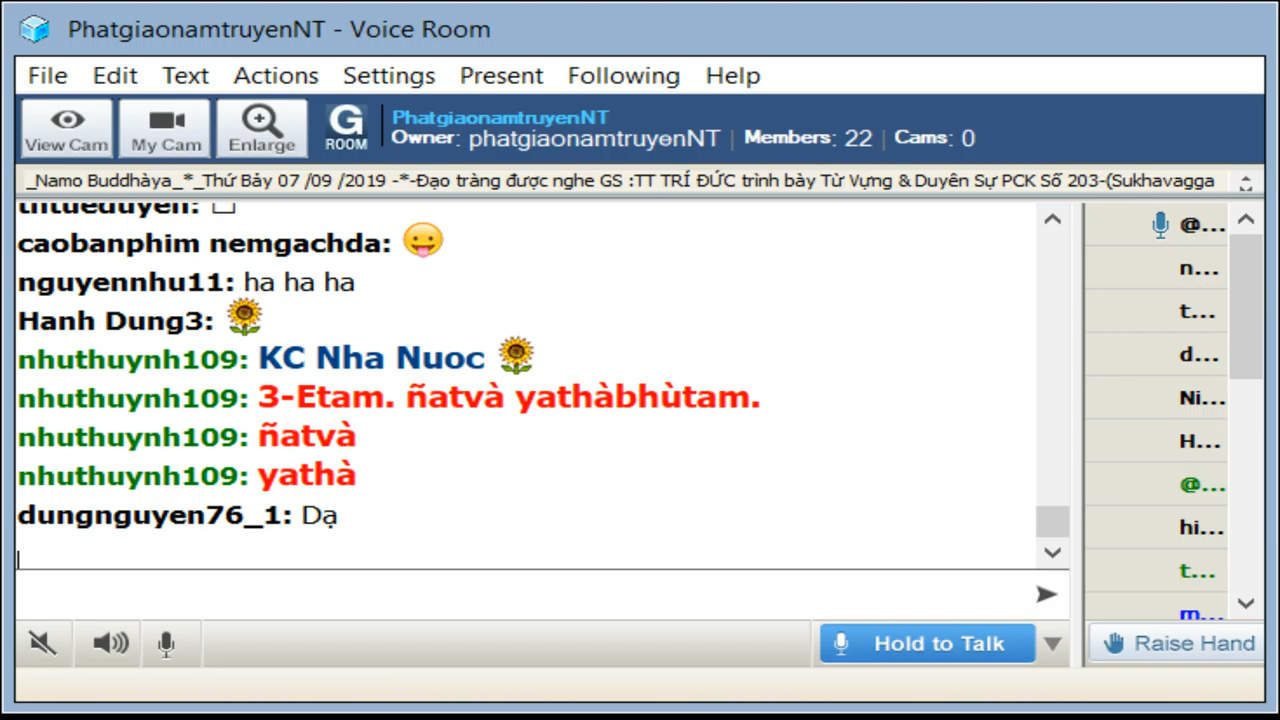 PhatgiaonamtruyenNT - Voice Room
File Edit Text Actions Settings Present Following Help
View Cam My Cam Enlarge G ROOM
PhatgiaonamtruyenNT
Owner: phatgiaonamtruyenNT | Members: 22 | Cams: 0
_Namo Buddhàya_*_Thứ Bảy 07 /09 /2019 -*-Đạo tràng được nghe GS :TT TRÍ ĐỨC trình bày Từ Vựng & Duyên Sự PCK Số 203-(Sukhavagga
caobanphim nemgachda:
nguyennhu11: ha ha ha
Hanh Dung3:
nhuthuynh109: KC Nha Nuoc
nhuthuynh109: 3-Etam. ñatvà yathàbhùtam.
nhuthuynh109: ñatvà
nhuthuynh109: yathà
dungnguyen76_1: Dạ
@...
n...
t...
d...
Ni...
H...
@...
hi...
t...
m...
Hold to Talk
Raise Hand